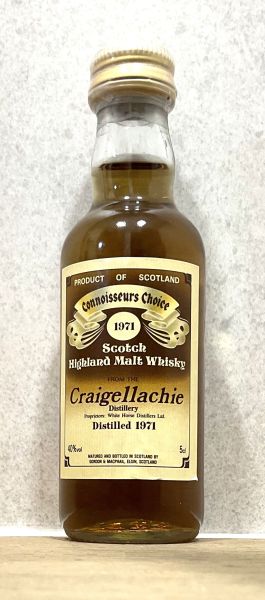 PRODUCT OF SCOTLAND
Connoisseurs Choice
1971
Scotch
Highland Malt Whisky
FROM THE
Craigellachie
Distillery
Proprietors: White Horse Distillers Ltd.
Distilled 1971
40%vol 5cl
MATURED AND BOTTLED IN SCOTLAND BY
GORDON & MACPHAIL, ELGIN, SCOTLAND